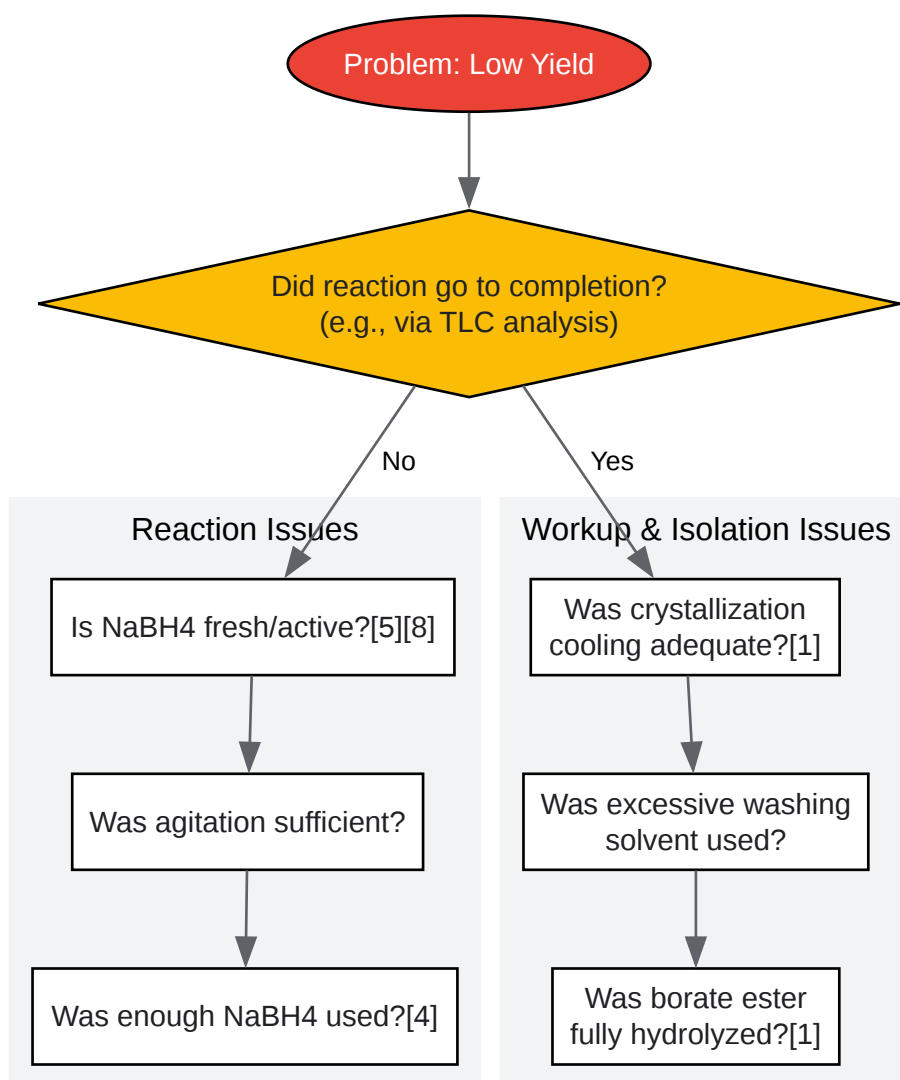 Problem: Low Yield
Did reaction go to completion?
(e.g., via TLC analysis)
No
Yes
Reaction Issues
Is NaBH4 fresh/active?[5][8]
Was agitation sufficient?
Was enough NaBH4 used?[4]
Workup & Isolation Issues
Was crystallization
cooling adequate?[1]
Was excessive washing
solvent used?
Was borate ester
fully hydrolyzed?[1]